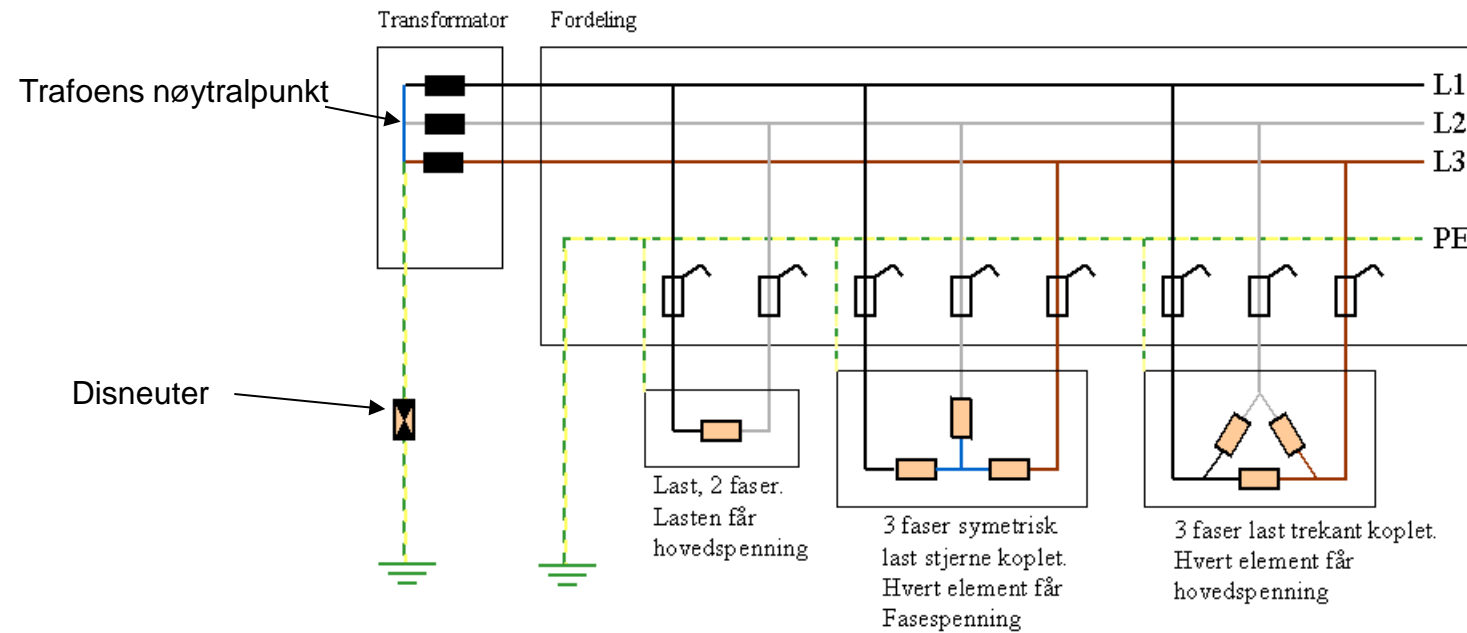 Transformator
Fordeling
Trafoens nøytralpunkt
L1
L2
L3
PE
Disneuter
Last, 2 faser.
Lasten får
hovedspenning
3 faser symetrisk
last stjerne koplet.
Hvert element får
Fasespenning
3 faser last trekant koplet.
Hvert element får
hovedspenning